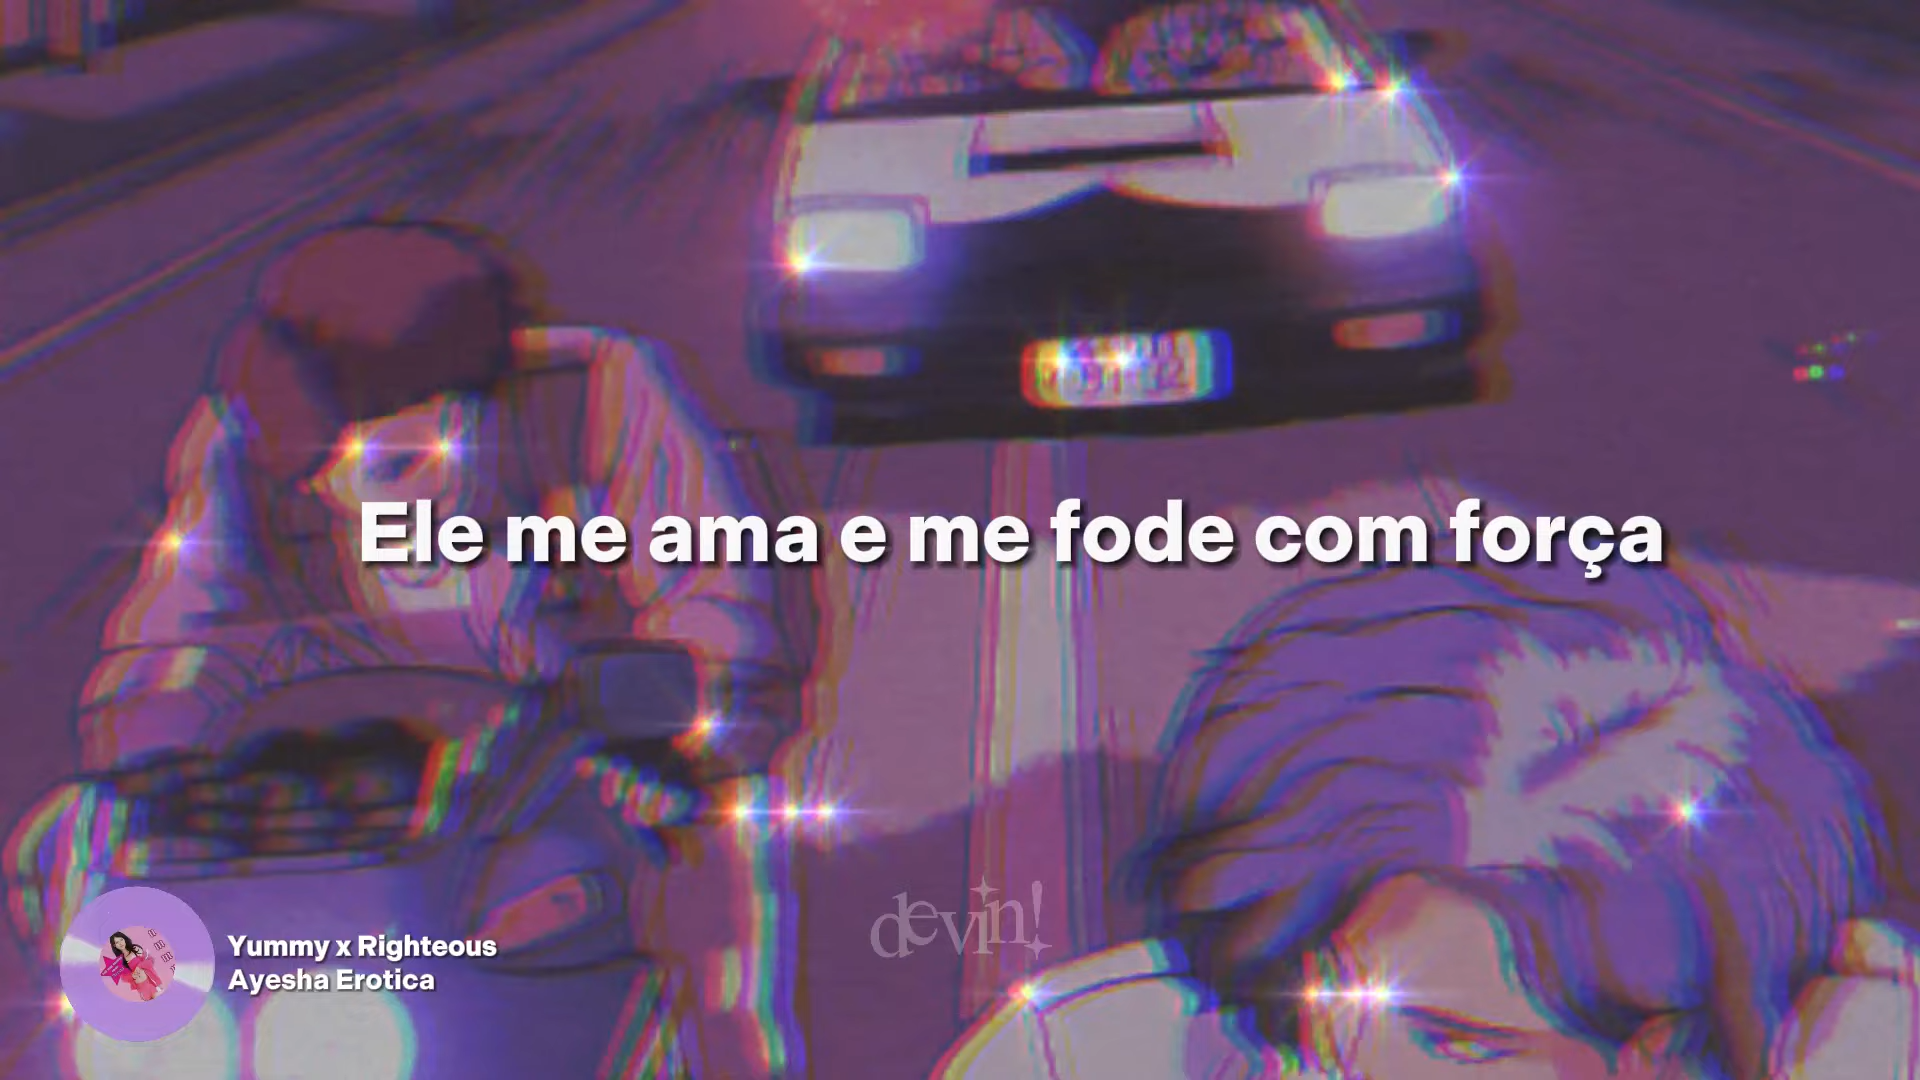 Ele me ama e me fode com força
devin!
Yummy x Righteous
Ayesha Erotica